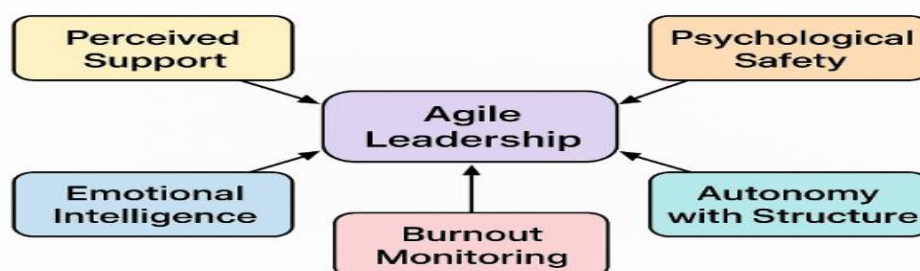 Perceived
Support
Psychological
Safety
Agile
Leadership
Emotional
Intelligence
Autonomy
with Structure
Burnout
Monitoring